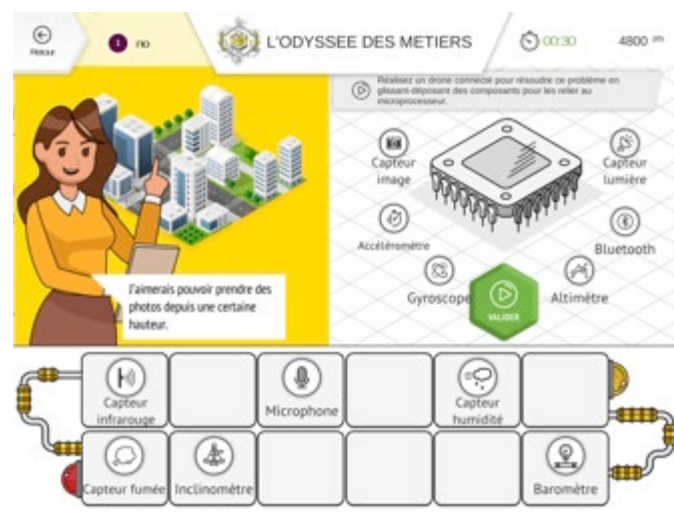 Retour
1 no
L'ODYSSEE DES METIERS
00:30
4800 pts
Réalisez un drone connecté pour résoudre ce problème en
glissant-déposant des composants pour les relier au
microprocesseur.
Capteur
image
Capteur
lumière
Accéléromètre
Bluetooth
Gyroscope
VALIDER
Altimètre
J'aimerais pouvoir prendre des
photos depuis une certaine
hauteur.
Capteur
infrarouge
Microphone
Capteur
humidité
Capteur fumée
Inclinomètre
Baromètre